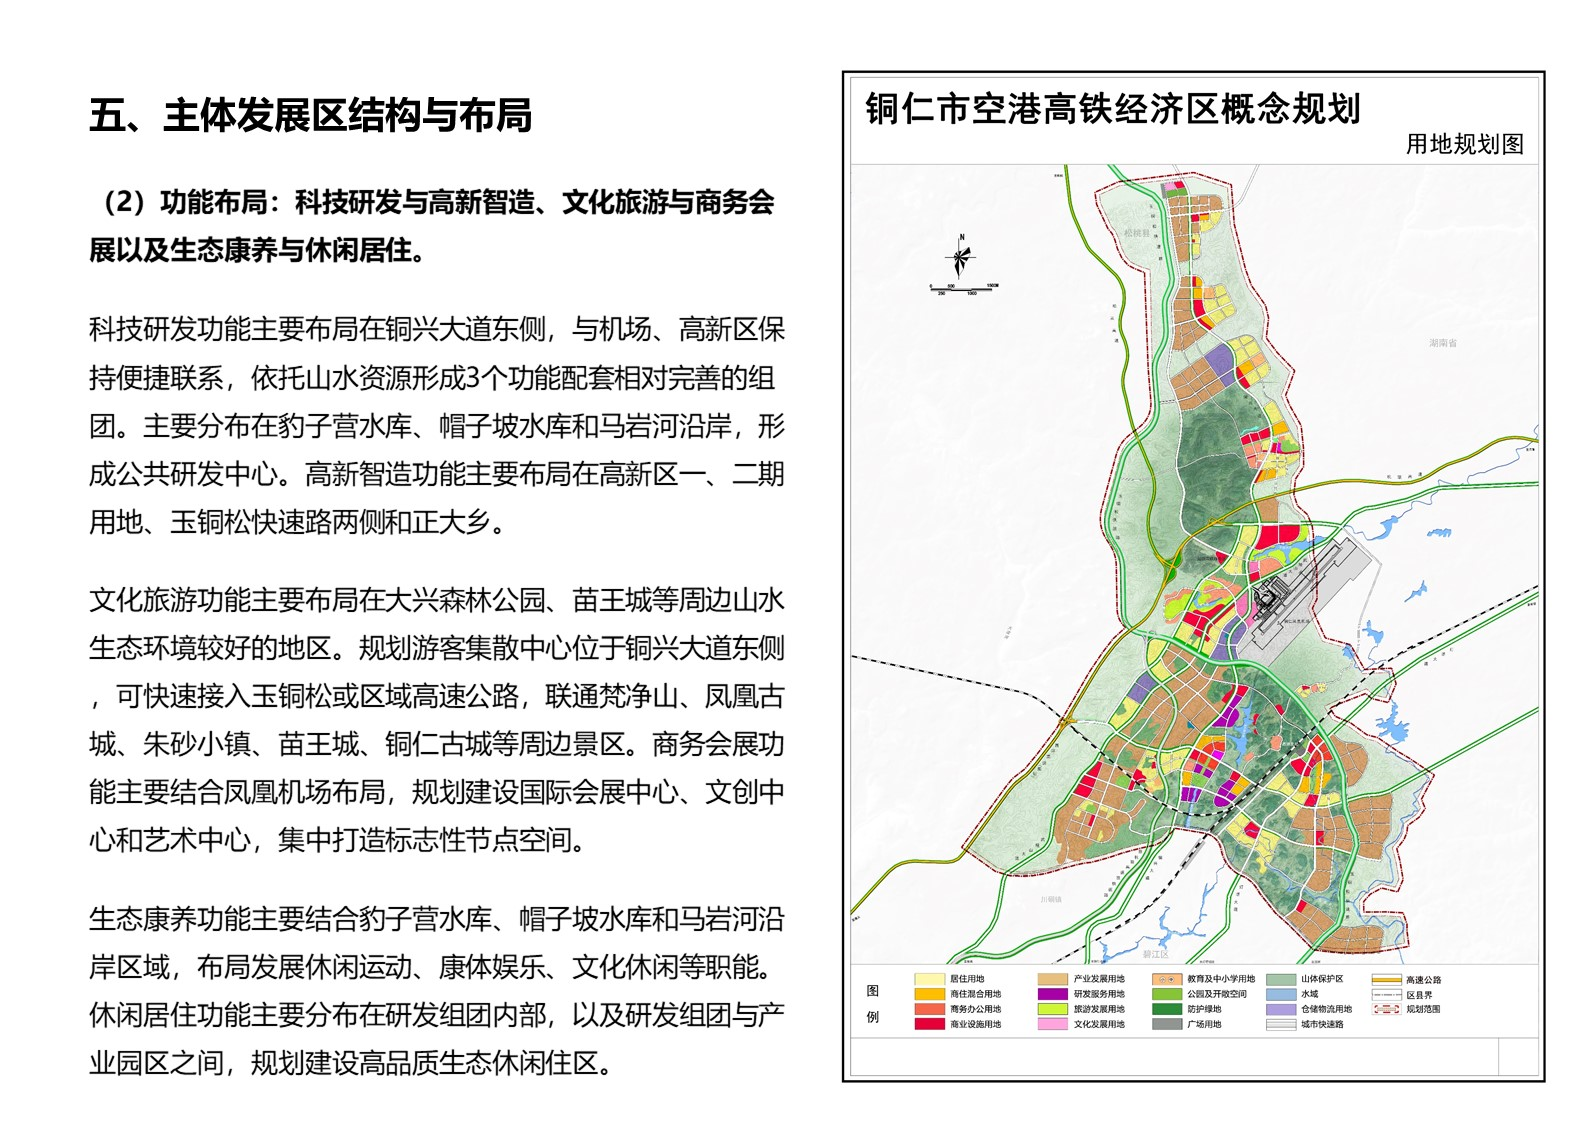 五、主体发展区结构与布局
（2）功能布局：科技研发与高新智造、文化旅游与商务会
展以及生态康养与休闲居住。
科技研发功能主要布局在铜兴大道东侧，与机场、高新区保
持便捷联系，依托山水资源形成3个功能配套相对完善的组
团。主要分布在豹子营水库、帽子坡水库和马岩河沿岸，形
成公共研发中心。高新智造功能主要布局在高新区一、二期
用地、玉铜松快速路两侧和正大乡。
文化旅游功能主要布局在大兴森林公园、苗王城等周边山水
生态环境较好的地区。规划游客集散中心位于铜兴大道东侧
，可快速接入玉铜松或区域高速公路，联通梵净山、凤凰古
城、朱砂小镇、苗王城、铜仁古城等周边景区。商务会展功
能主要结合凤凰机场布局，规划建设国际会展中心、文创中
心和艺术中心，集中打造标志性节点空间。
生态康养功能主要结合豹子营水库、帽子坡水库和马岩河沿
岸区域，布局发展休闲运动、康体娱乐、文化休闲等职能。
休闲居住功能主要分布在研发组团内部，以及研发组团与产
业园区之间，规划建设高品质生态休闲住区。
铜仁市空港高铁经济区概念规划
用地规划图
松桃县
N
湖南省
川硐镇
碧江区
图例
居住用地
商住混合用地
商务办公用地
商业设施用地
产业发展用地
研发服务用地
旅游发展用地
文化发展用地
教育及中小学用地
公园及开敞空间
防护绿地
广场用地
山体保护区
水域
仓储物流用地
城市快速路
高速公路
区县界
规划范围